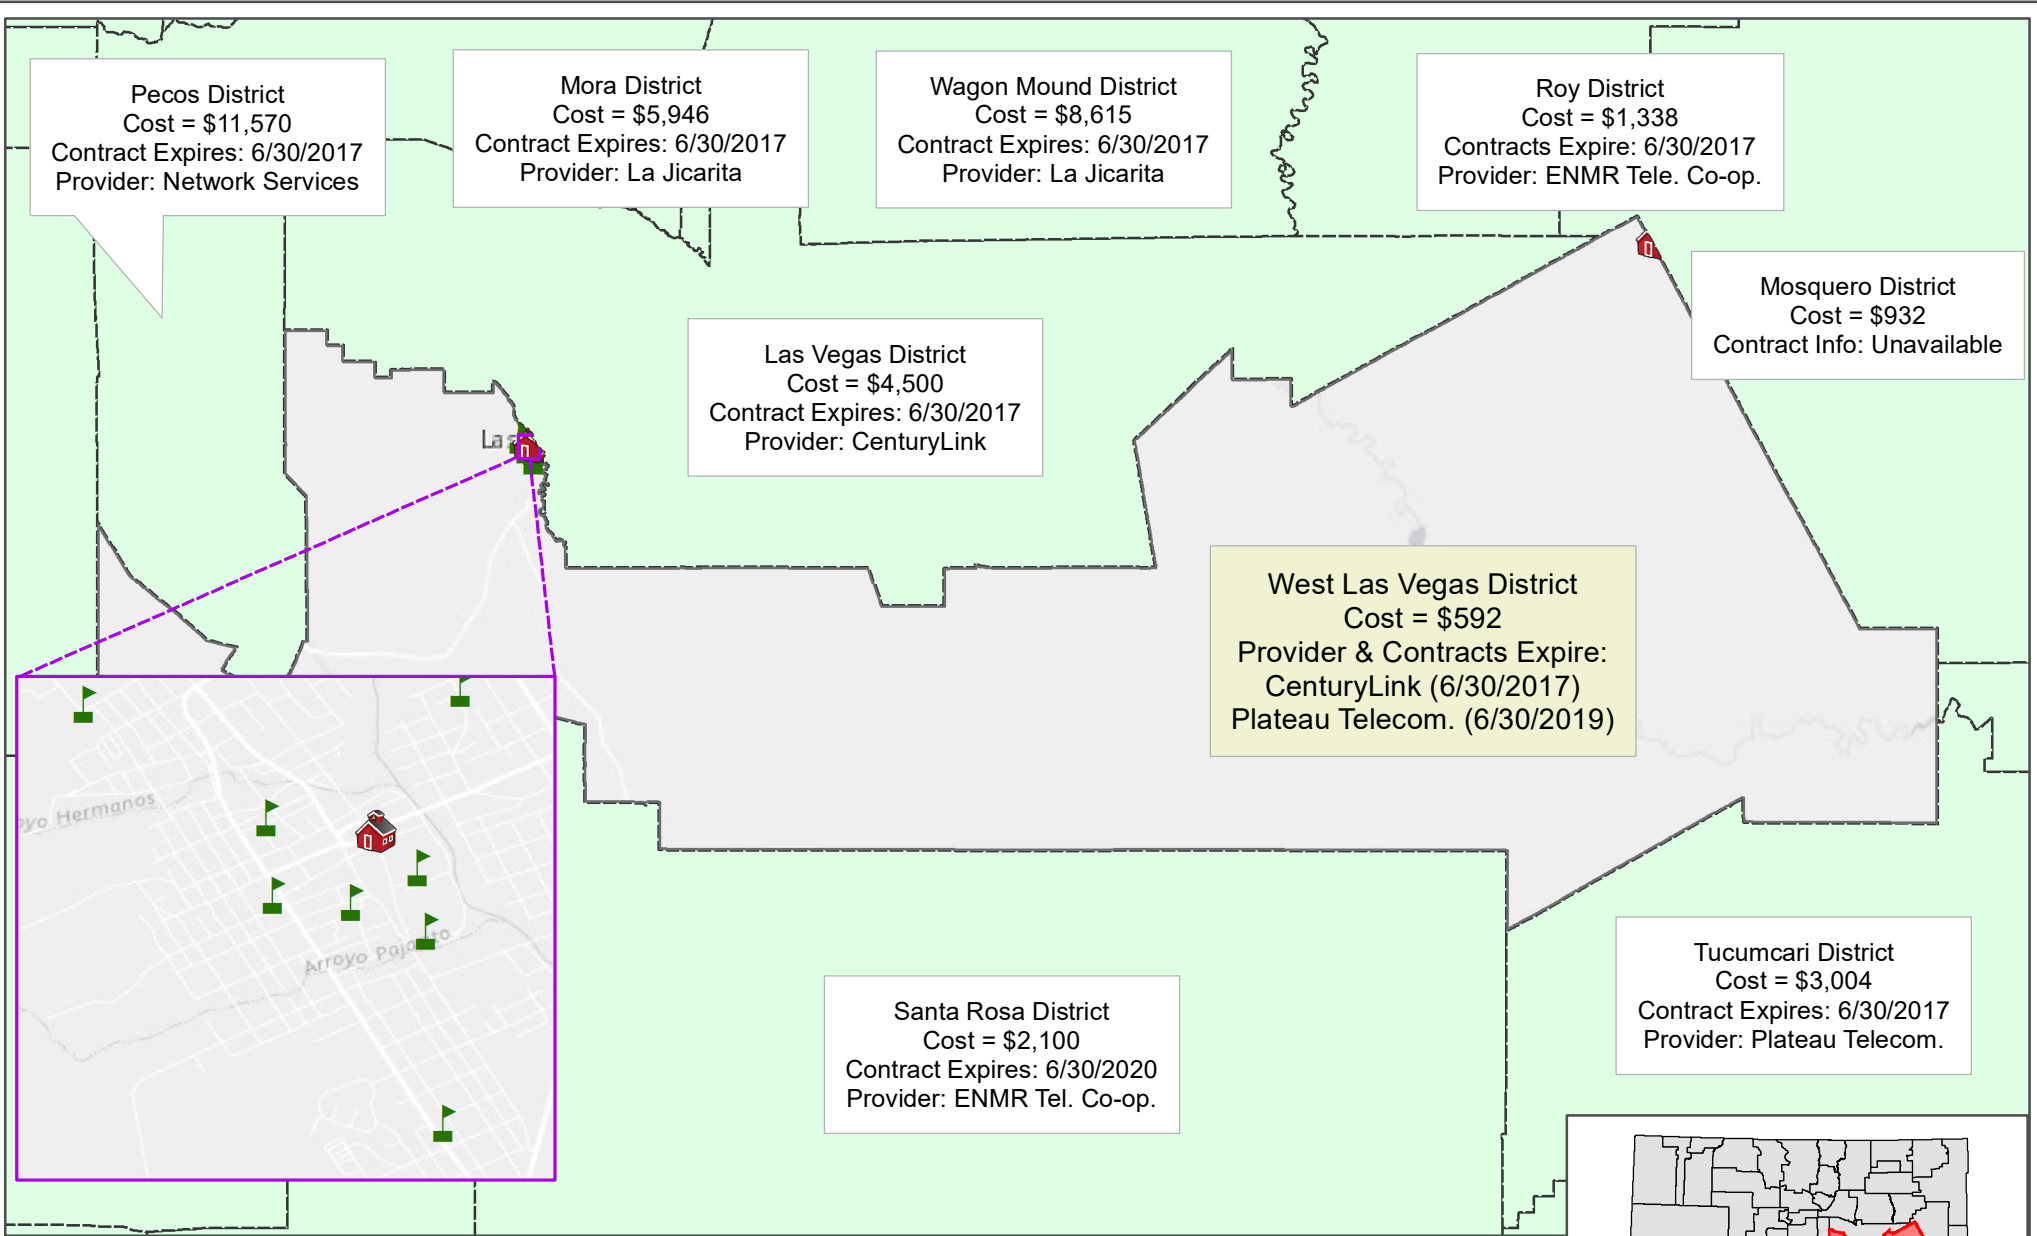 Pecos District
Cost = $11,570
Contract Expires: 6/30/2017
Provider: Network Services
Mora District
Cost = $5,946
Contract Expires: 6/30/2017
Provider: La Jicarita
Wagon Mound District
Cost = $8,615
Contract Expires: 6/30/2017
Provider: La Jicarita
Roy District
Cost = $1,338
Contracts Expire: 6/30/2017
Provider: ENMR Tele. Co-op.
Mosquero District
Cost = $932
Contract Info: Unavailable
Las Vegas District
Cost = $4,500
Contract Expires: 6/30/2017
Provider: CenturyLink
Las
West Las Vegas District
Cost = $592
Provider & Contracts Expire:
CenturyLink (6/30/2017)
Plateau Telecom. (6/30/2019)
oyo Hermanos
Arroyo Pajarito
Santa Rosa District
Cost = $2,100
Contract Expires: 6/30/2020
Provider: ENMR Tel. Co-op.
Tucumcari District
Cost = $3,004
Contract Expires: 6/30/2017
Provider: Plateau Telecom.